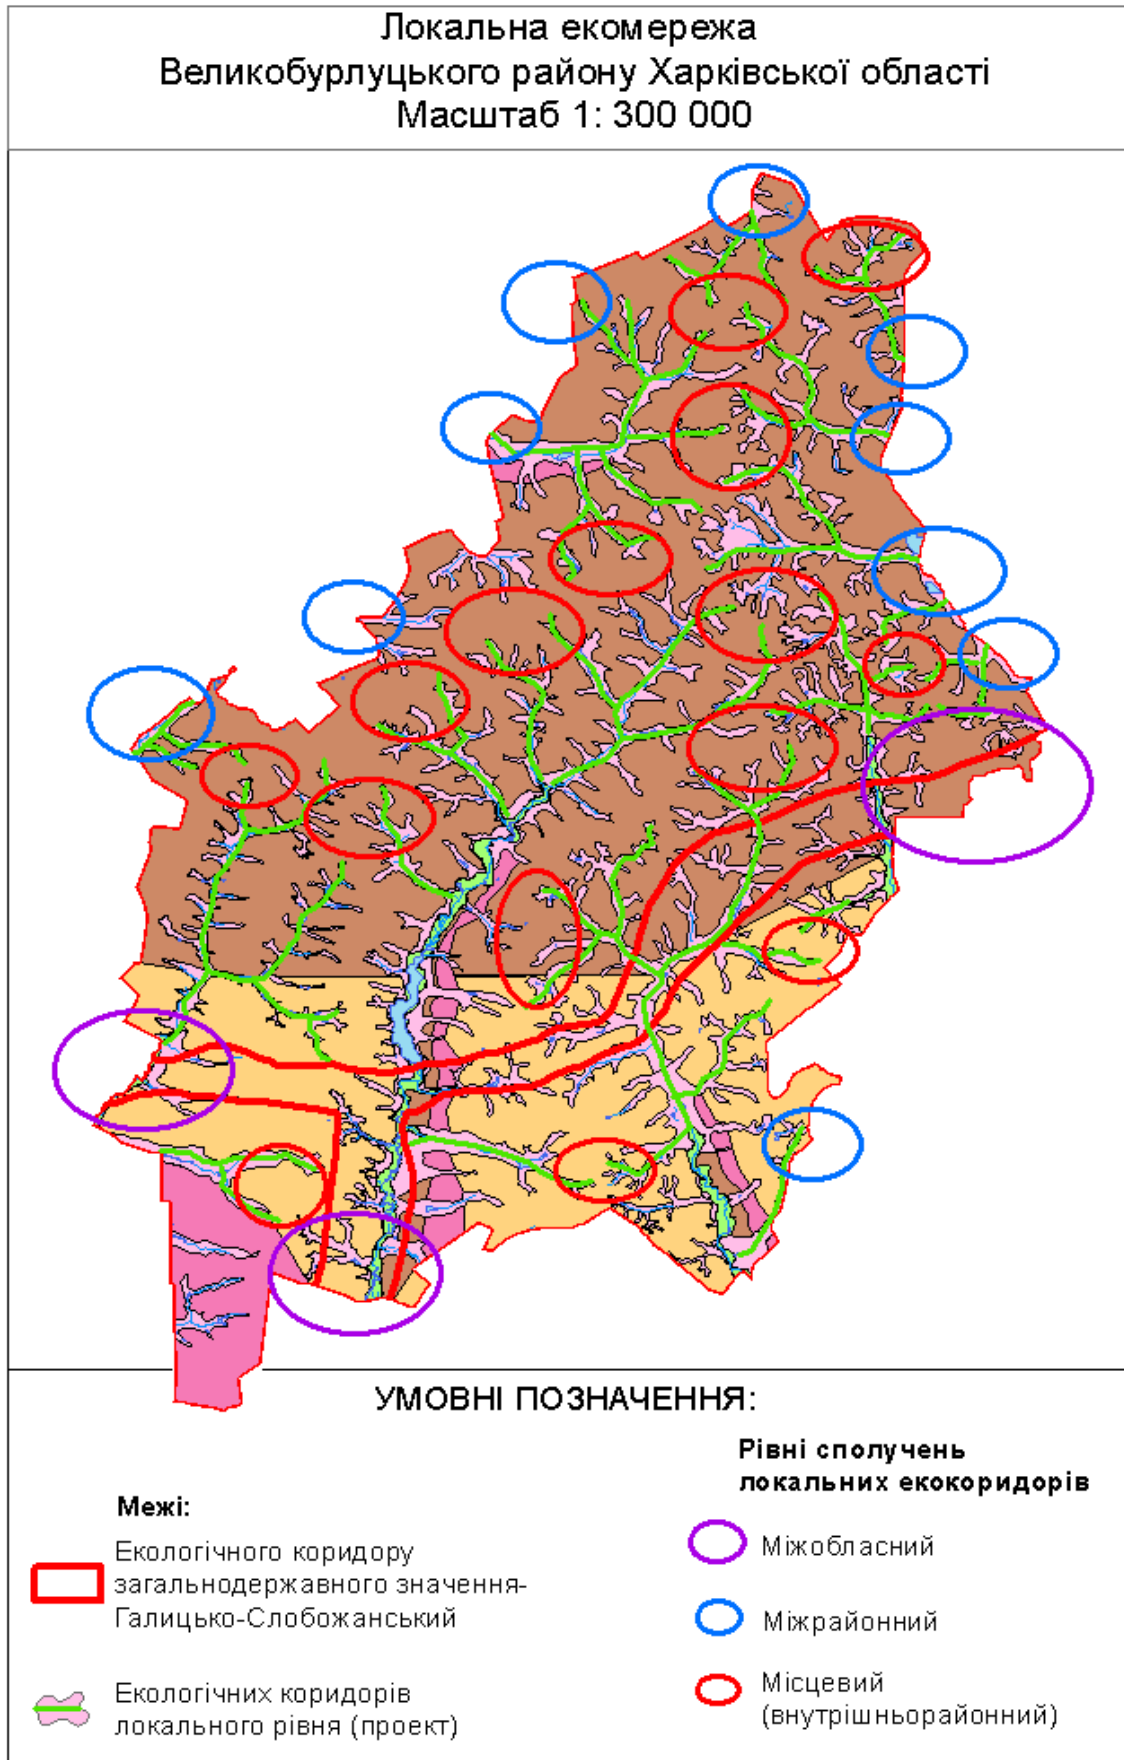 Локальна екомережа
Великобурлуцького району Харківської області
Масштаб 1: 300 000
УМОВНІ ПОЗНАЧЕННЯ:
Межі:
Екологічного коридору
загальнодержавного значення-
Галицько-Слобожанський
Екологічних коридорів
локального рівня (проект)
Рівні сполучень
локальних екокоридорів
Міжобласний
Міжрайонний
Місцевий
(внутрішньорайонний)